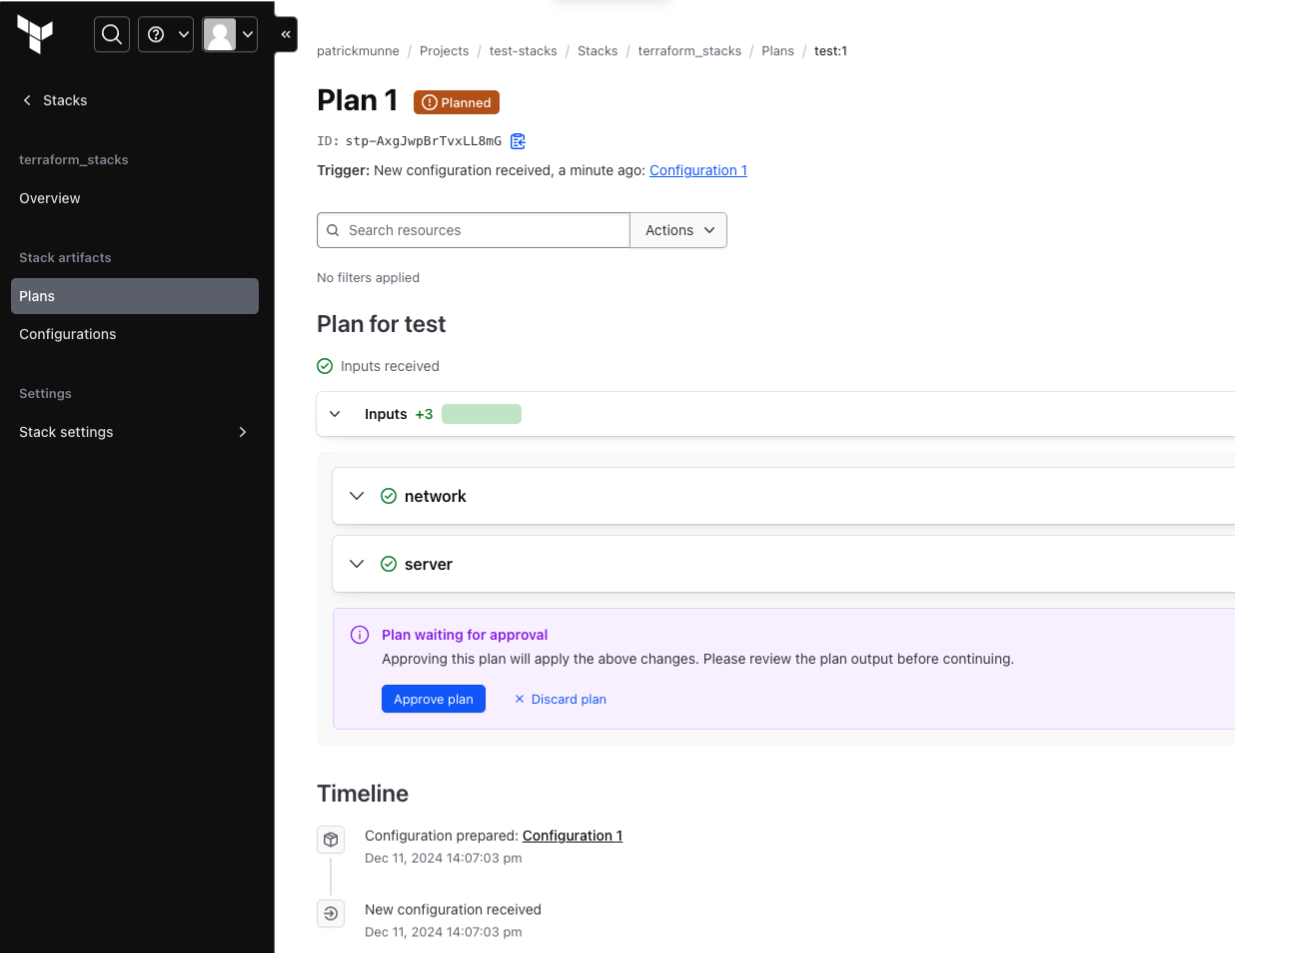 Stacks
terraform_stacks
Overview
Stack artifacts
Plans
Configurations
Settings
Stack settings
patrickmunne / Projects / test-stacks / Stacks / terraform_stacks / Plans / test:1
Plan 1 Planned
ID: stp-AxgJwpBrTvxLL8mG
Trigger: New configuration received, a minute ago: Configuration 1
Search resources Actions
No filters applied
Plan for test
Inputs received
Inputs +3
network
server
Plan waiting for approval
Approving this plan will apply the above changes. Please review the plan output before continuing.
Approve plan × Discard plan
Timeline
Configuration prepared: Configuration 1
Dec 11, 2024 14:07:03 pm
New configuration received
Dec 11, 2024 14:07:03 pm